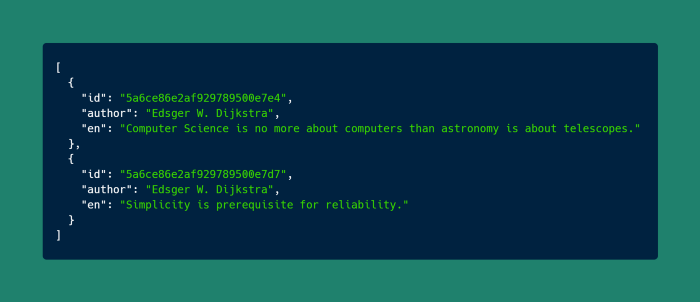 [
  {
    "id": "5a6ce86e2af929789500e7e4",
    "author": "Edsger W. Dijkstra",
    "en": "Computer Science is no more about computers than astronomy is about telescopes."
  },
  {
    "id": "5a6ce86e2af929789500e7d7",
    "author": "Edsger W. Dijkstra",
    "en": "Simplicity is prerequisite for reliability."
  }
]